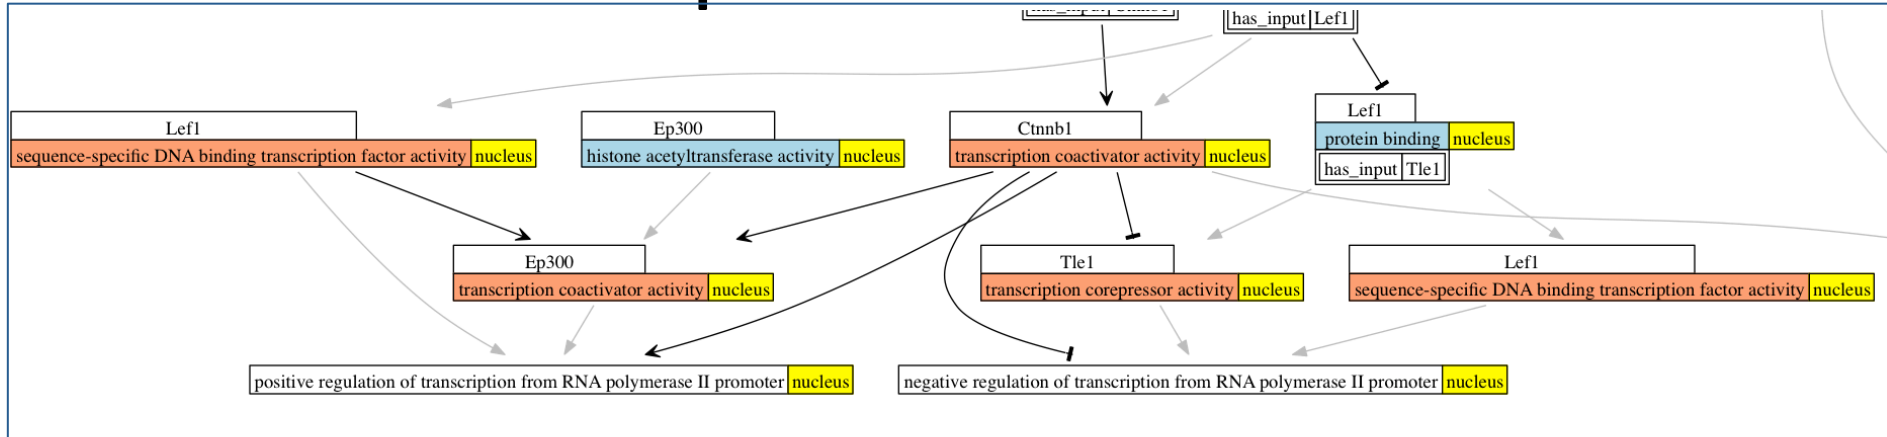 has_input Lef1
Lef1
sequence-specific DNA binding transcription factor activity nucleus
Ep300
histone acetyltransferase activity nucleus
Ctnnb1
transcription coactivator activity nucleus
Lef1
protein binding nucleus
has_input Tle1
Ep300
transcription coactivator activity nucleus
Tle1
transcription corepressor activity nucleus
Lef1
sequence-specific DNA binding transcription factor activity nucleus
positive regulation of transcription from RNA polymerase II promoter nucleus
negative regulation of transcription from RNA polymerase II promoter nucleus